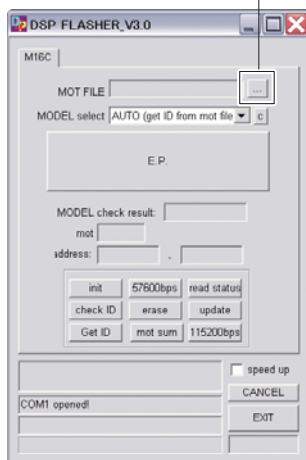 DSP FLASHER_V3.0
M16C
MOT FILE ...
MODEL select AUTO (get ID from mot file c
E.P.
MODEL check result:
mot
address: .
init 57600bps read status
check ID erase update
Get ID mot sum 115200bps
speed up
CANCEL
COM1 opened!
EXIT